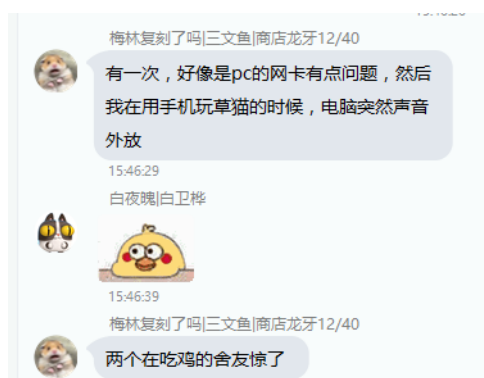 梅林复刻了吗|三文鱼|商店龙牙12/40
有一次，好像是pc的网卡有点问题，然后
我在用手机玩草猫的时候，电脑突然声音
外放
15:46:29
白夜魄|白卫桦
15:46:39
梅林复刻了吗|三文鱼|商店龙牙12/40
两个在吃鸡的舍友惊了